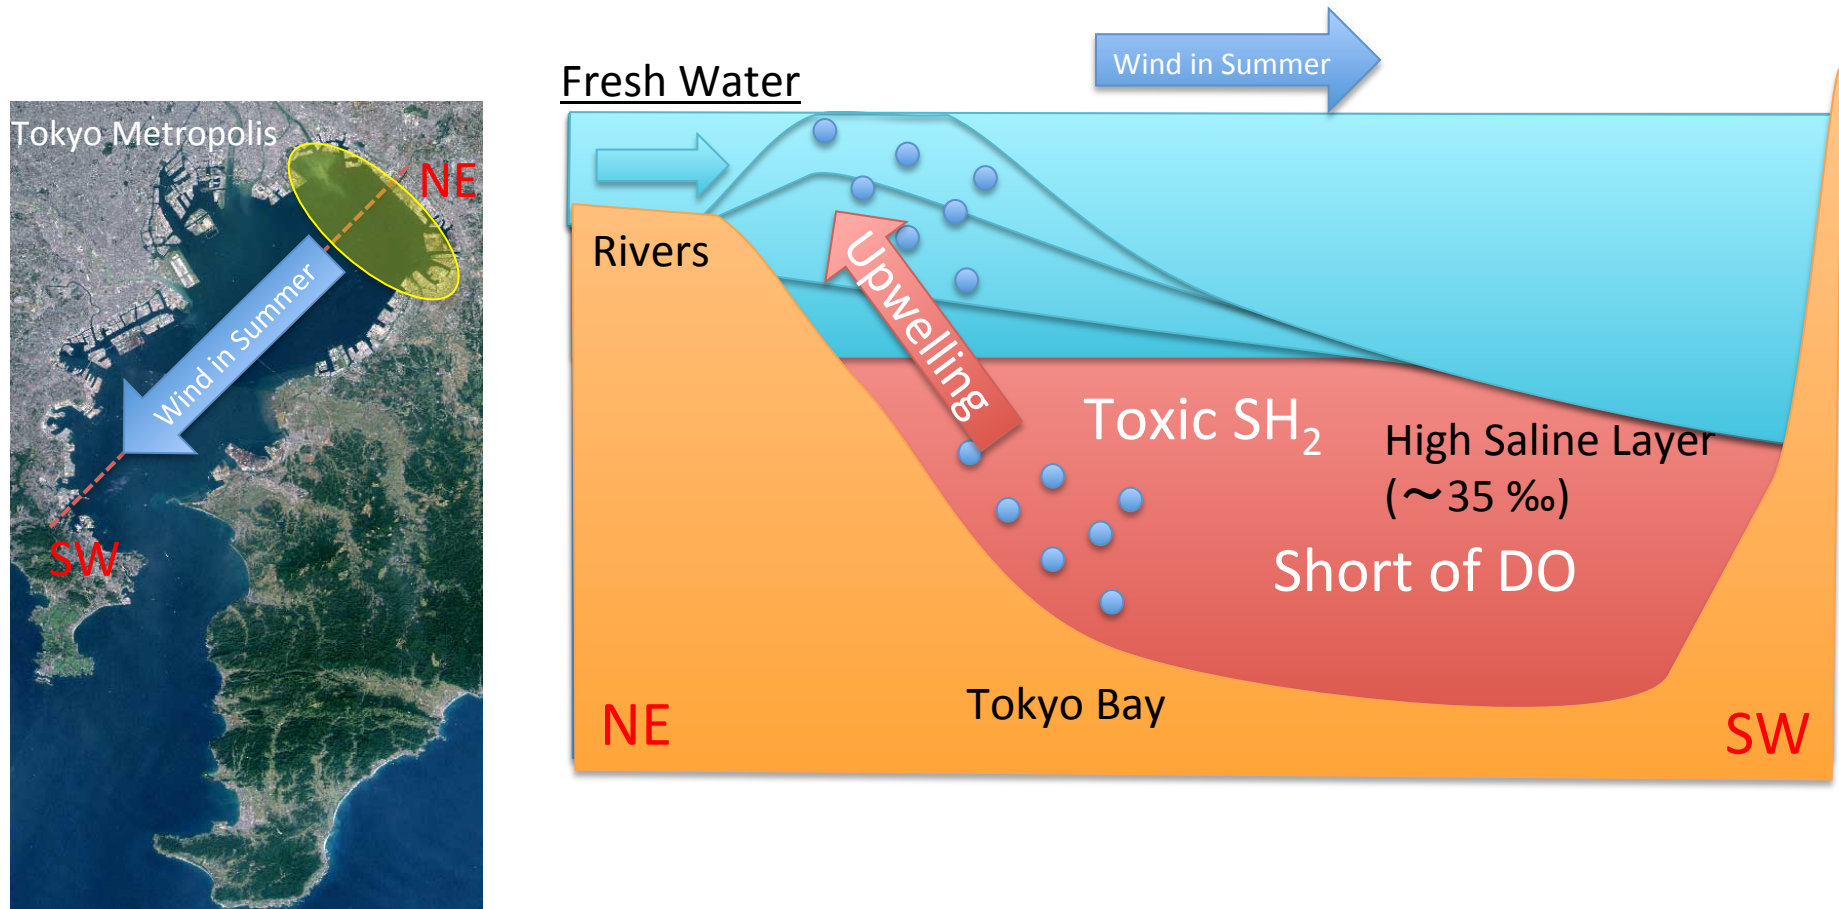 Tokyo Metropolis
NE
Wind in Summer
SW
Fresh Water
Wind in Summer
Rivers
Upwelling
Toxic SH₂
High Saline Layer
(～35 ‰)
Short of DO
Tokyo Bay
NE
SW